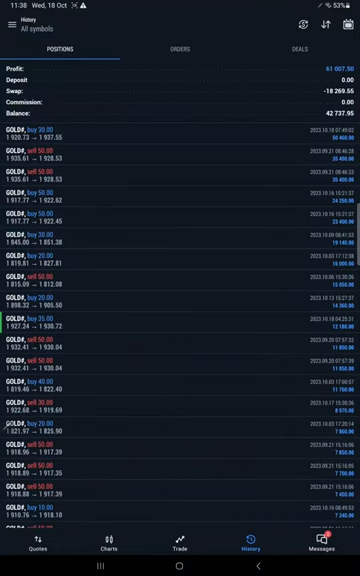 11:38 Wed, 18 Oct 53%
History
All symbols
POSITIONS ORDERS DEALS
Profit: 61 007.50
Deposit 0.00
Swap: -18 269.55
Commission: 0.00
Balance: 42 737.95
GOLD#, buy 30.00 2023.10.18 07:49:02
1 920.73 → 1 937.55 50 460.00
GOLD#, sell 50.00 2023.09.21 08:46:28
1 935.61 → 1 928.53 35 400.00
GOLD#, sell 50.00 2023.09.21 08:46:33
1 935.61 → 1 928.53 35 400.00
GOLD#, buy 50.00 2023.10.16 15:21:37
1 917.77 → 1 922.62 24 250.00
GOLD#, buy 50.00 2023.10.16 15:21:37
1 917.77 → 1 922.45 23 400.00
GOLD#, buy 30.00 2023.10.09 08:41:53
1 845.00 → 1 851.38 19 140.00
GOLD#, buy 20.00 2023.10.03 17:12:38
1 819.81 → 1 827.81 16 000.00
GOLD#, sell 50.00 2023.10.06 15:30:36
1 815.09 → 1 812.08 15 050.00
GOLD#, buy 20.00 2023.10.13 15:27:37
1 898.32 → 1 905.50 14 360.00
GOLD#, buy 35.00 2023.10.18 04:25:31
1 927.24 → 1 930.72 12 180.00
GOLD#, sell 50.00 2023.09.20 07:57:32
1 932.41 → 1 930.04 11 850.00
GOLD#, sell 50.00 2023.09.20 07:57:39
1 932.41 → 1 930.04 11 850.00
GOLD#, buy 40.00 2023.10.03 17:00:57
1 819.46 → 1 822.40 11 760.00
GOLD#, sell 30.00 2023.10.17 15:30:36
1 922.68 → 1 919.69 8 970.00
GOLD#, buy 20.00 2023.10.03 17:20:14
1 821.97 → 1 825.90 7 860.00
GOLD#, sell 50.00 2023.09.21 15:16:06
1 918.96 → 1 917.39 7 850.00
GOLD#, sell 50.00 2023.09.21 15:16:05
1 918.89 → 1 917.35 7 700.00
GOLD#, sell 50.00 2023.09.21 15:16:06
1 918.88 → 1 917.39 7 450.00
GOLD#, buy 10.00 2023.10.16 08:49:53
1 910.76 → 1 918.10 7 340.00
Quotes Charts Trade History Messages